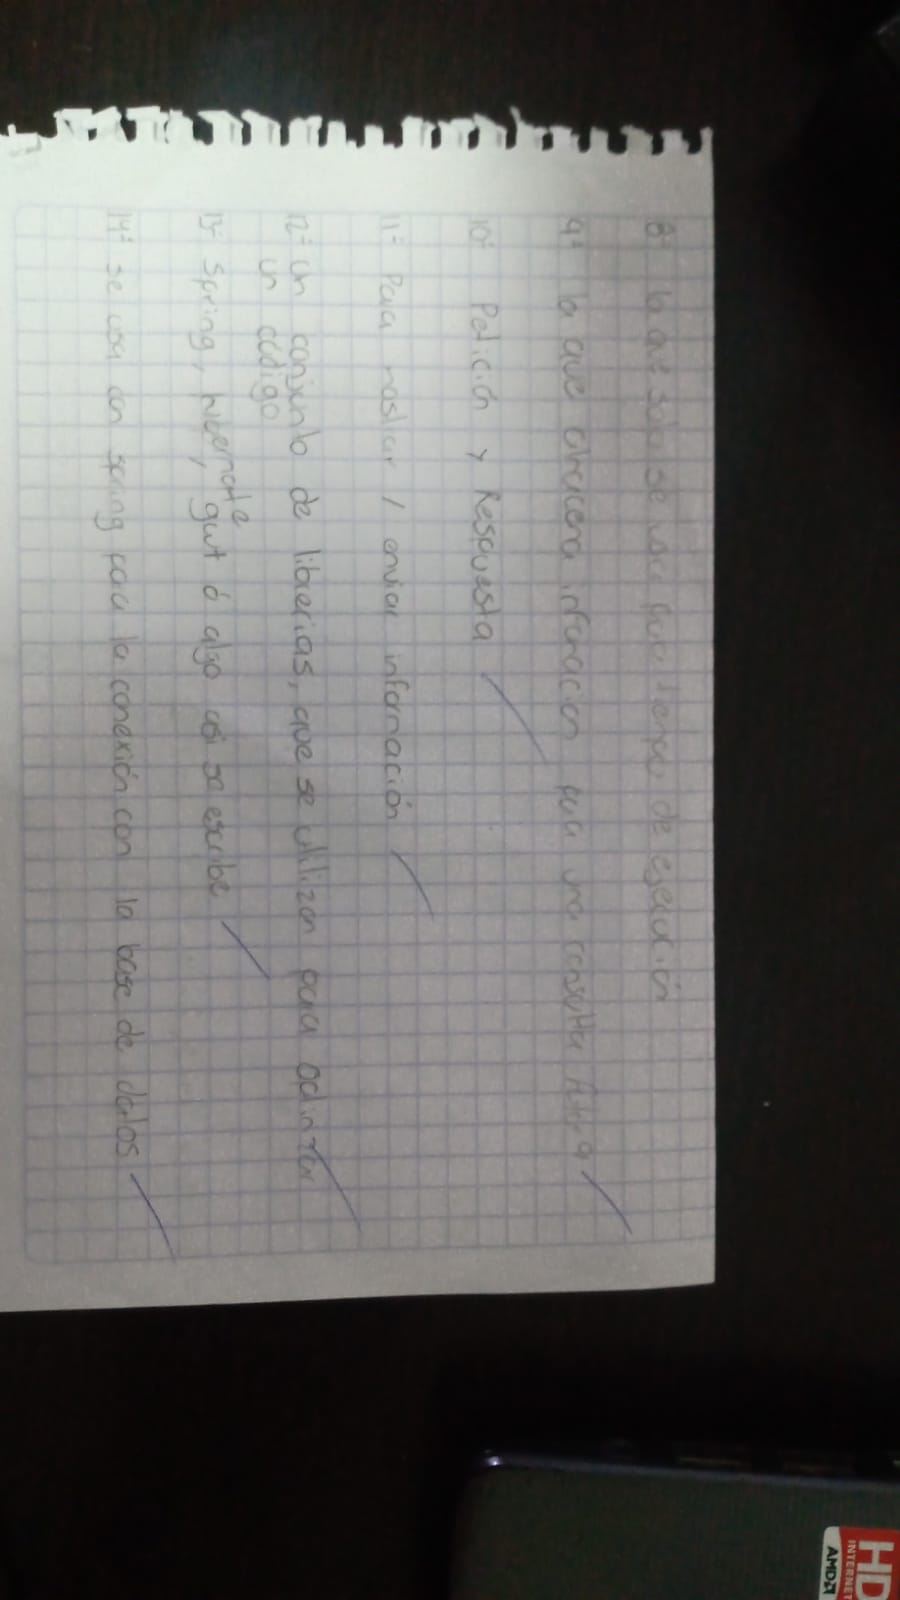 8- la que solo se usa para tiempo de ejecución
9- la que almacena información para una consulta
10- Petición y Respuesta
11- Para mostrar / enviar información
12- un conjunto de librerias, que se utilizan para
un código
13- Spring, hibernate, gwt ó algo asi se escribe
14- se usa con spring para la conexión con la base de datos
HD
INTERNET
AMD